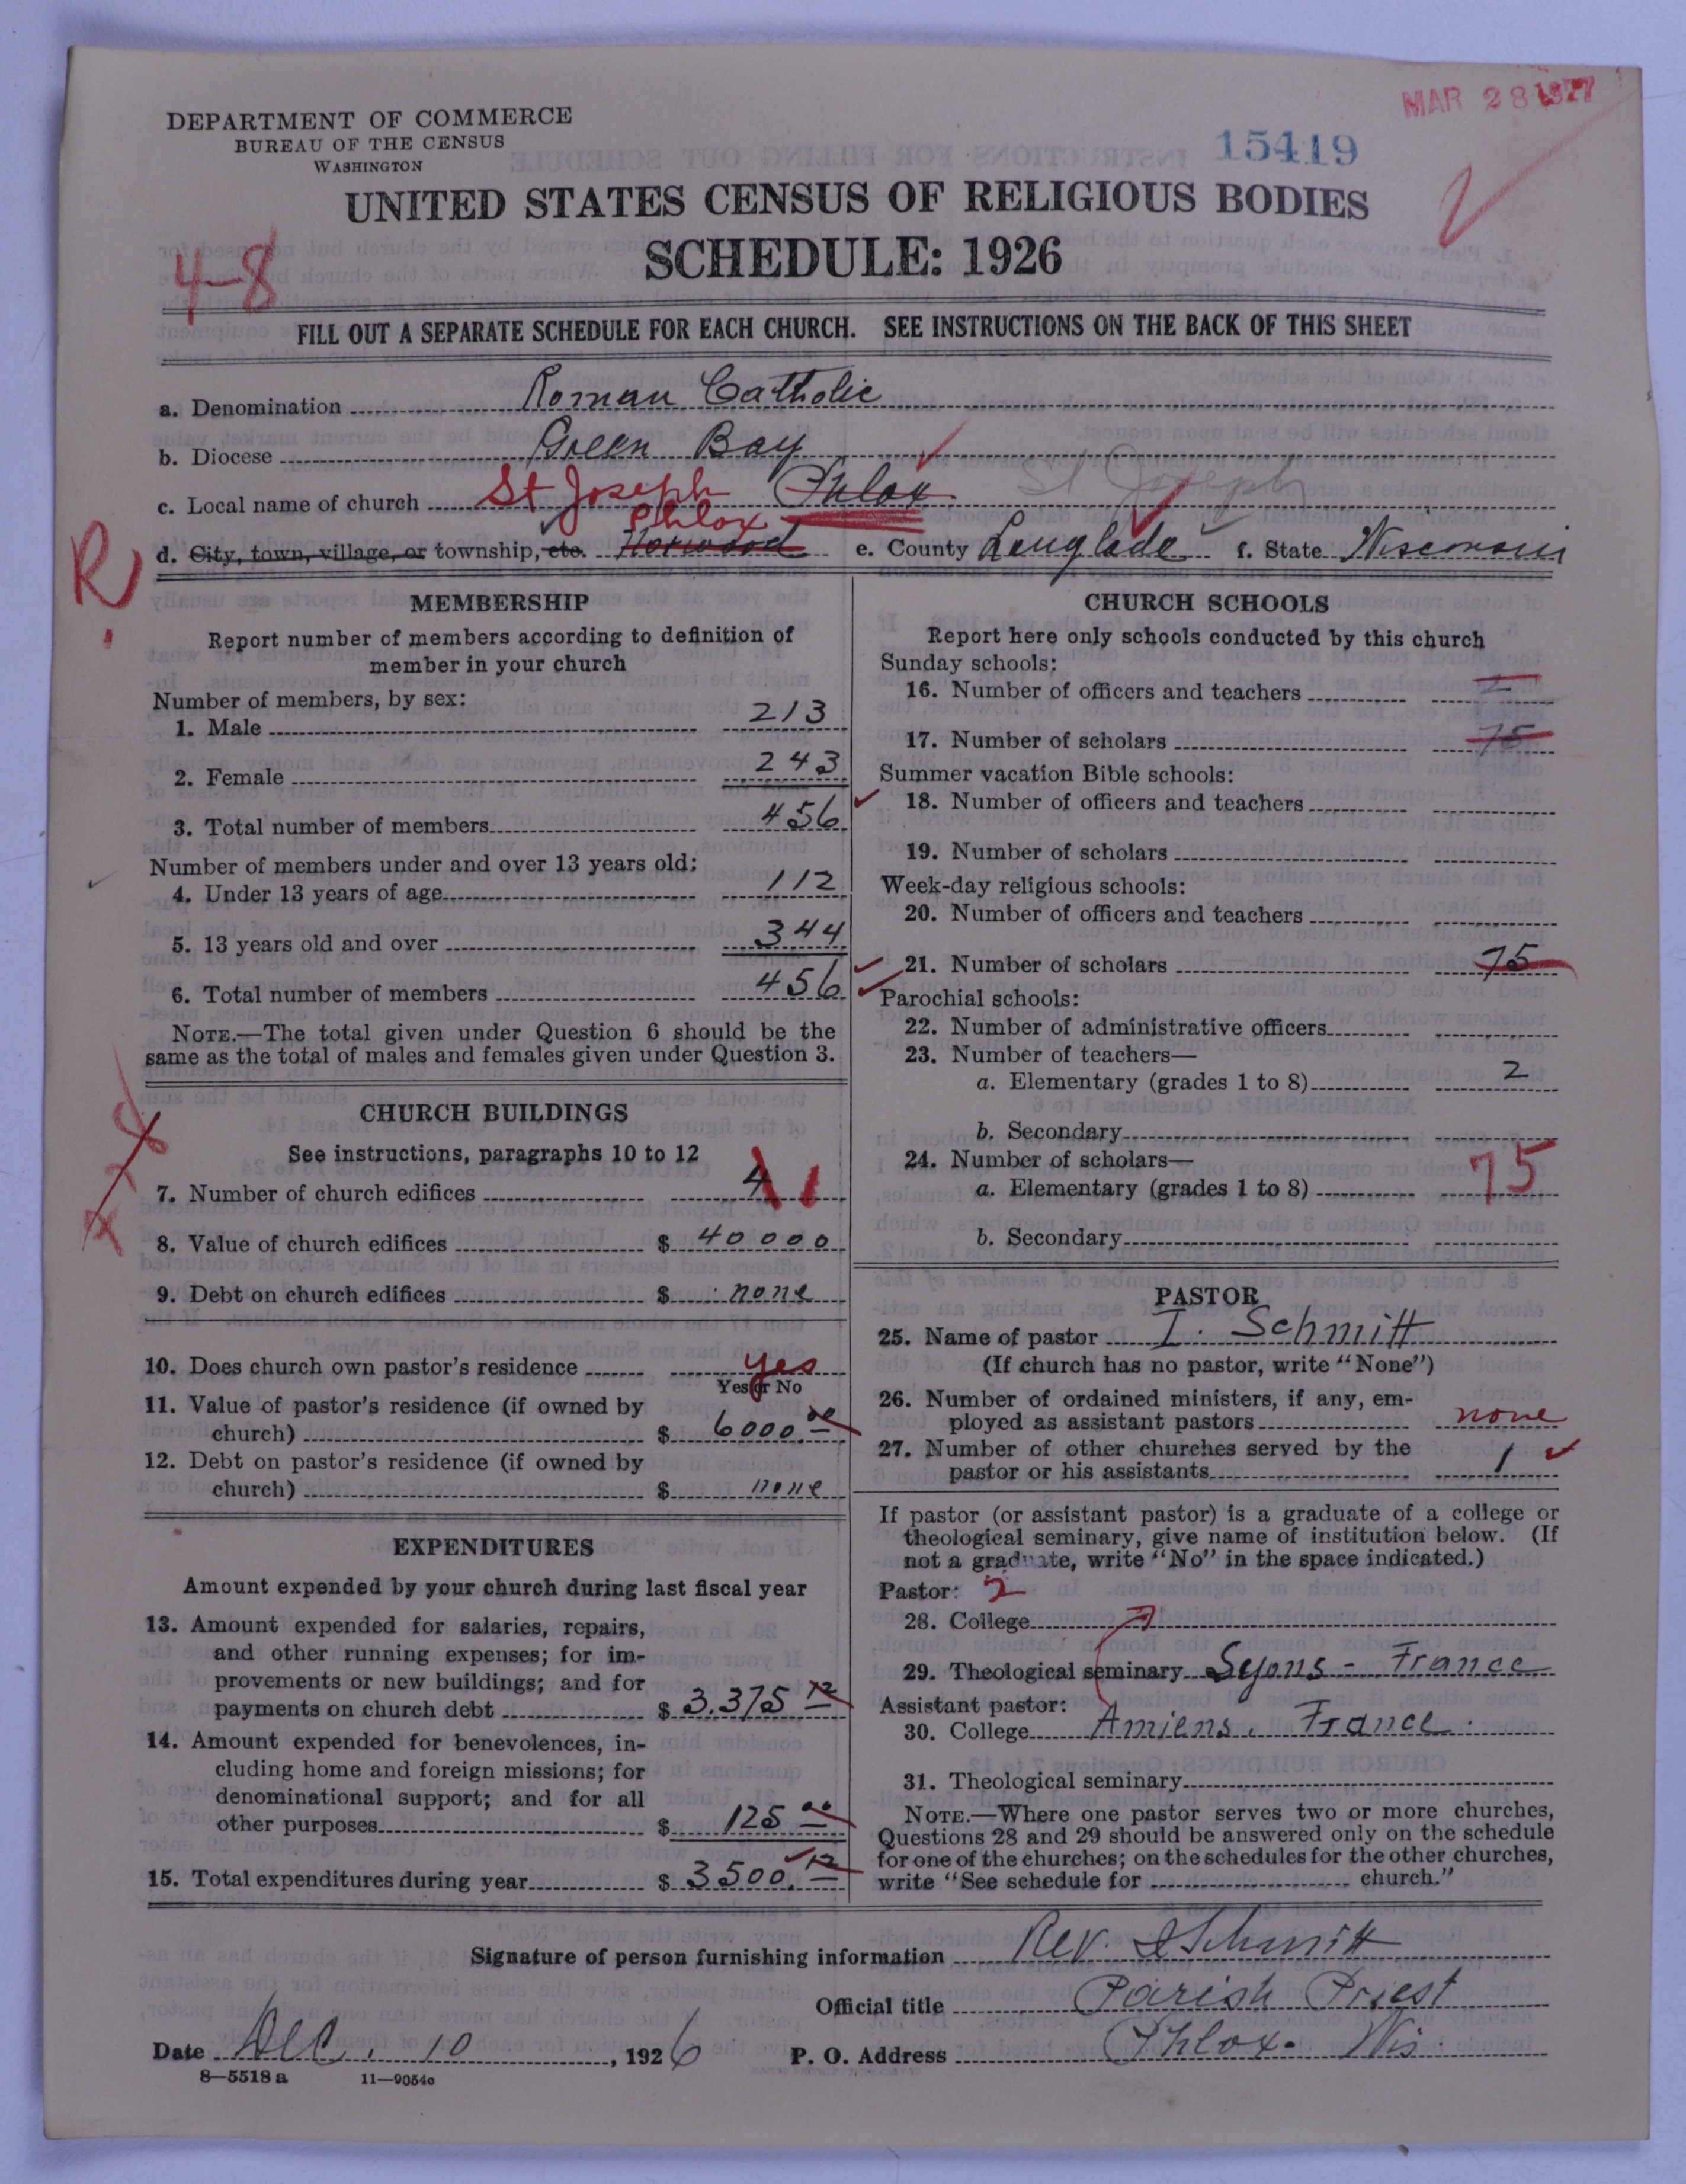 MAR 28 1927
DEPARTMENT OF COMMERCE
BUREAU OF THE CENSUS
WASHINGTON
15419
UNITED STATES CENSUS OF RELIGIOUS BODIES
SCHEDULE: 1926
4-8
FILL OUT A SEPARATE SCHEDULE FOR EACH CHURCH. SEE INSTRUCTIONS ON THE BACK OF THIS SHEET
a. Denomination Roman Catholic
b. Diocese Green Bay
c. Local name of church St Joseph Phlox St Joseph
Phlox
d. City, town, village, or township, etc. Norwood e. County Langlade f. State Wisconsin
R
MEMBERSHIP
Report number of members according to definition of
member in your church
Number of members, by sex:
1. Male 213
2. Female 243
3. Total number of members 456
Number of members under and over 13 years old:
4. Under 13 years of age 112
5. 13 years old and over 344
6. Total number of members 456
NOTE.—The total given under Question 6 should be the
same as the total of males and females given under Question 3.
CHURCH BUILDINGS
See instructions, paragraphs 10 to 12
7. Number of church edifices 4 1
8. Value of church edifices $ 40000
9. Debt on church edifices $ none
10. Does church own pastor's residence yes
Yes or No
11. Value of pastor's residence (if owned by
church) $ 6000.00
12. Debt on pastor's residence (if owned by
church) $ none
EXPENDITURES
Amount expended by your church during last fiscal year
13. Amount expended for salaries, repairs,
and other running expenses; for im-
provements or new buildings; and for
payments on church debt $ 3.375 12
14. Amount expended for benevolences, in-
cluding home and foreign missions; for
denominational support; and for all
other purposes $ 125 00
15. Total expenditures during year $ 3500. 12
CHURCH SCHOOLS
Report here only schools conducted by this church
Sunday schools:
16. Number of officers and teachers 2
17. Number of scholars 75
Summer vacation Bible schools:
18. Number of officers and teachers
19. Number of scholars
Week-day religious schools:
20. Number of officers and teachers
21. Number of scholars 75
Parochial schools:
22. Number of administrative officers
23. Number of teachers—
a. Elementary (grades 1 to 8) 2
b. Secondary
24. Number of scholars—
a. Elementary (grades 1 to 8) 75
b. Secondary
PASTOR
25. Name of pastor I. Schmitt
(If church has no pastor, write "None")
26. Number of ordained ministers, if any, em-
ployed as assistant pastors none
27. Number of other churches served by the
pastor or his assistants 1
If pastor (or assistant pastor) is a graduate of a college or
theological seminary, give name of institution below. (If
not a graduate, write "No" in the space indicated.)
Pastor: 2
28. College
29. Theological seminary Lyons - France
Assistant pastor:
30. College Amiens. France.
31. Theological seminary
NOTE.—Where one pastor serves two or more churches,
Questions 28 and 29 should be answered only on the schedule
for one of the churches; on the schedules for the other churches,
write "See schedule for church."
Signature of person furnishing information Rev. I Schmitt
Official title Parish Priest
Date Dec. 10, 1926 P. O. Address Phlox. Wis.
8—5518a 11—9054c